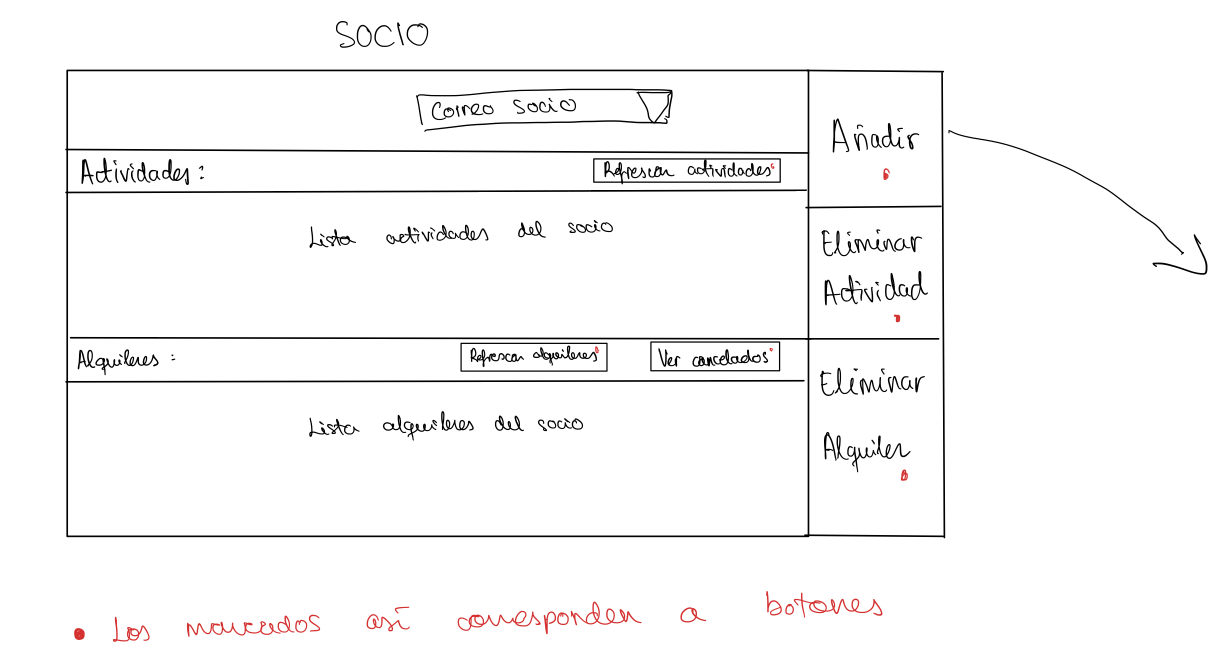 SOCIO
Correo Socio
Añadir
Actividades:
Refrescar actividades
Lista actividades del socio
Eliminar
Actividad
Alquileres:
Refrescar alquileres
Ver cancelados
Eliminar
Alquiler
Lista alquileres del socio
Los marcados así corresponden a botones